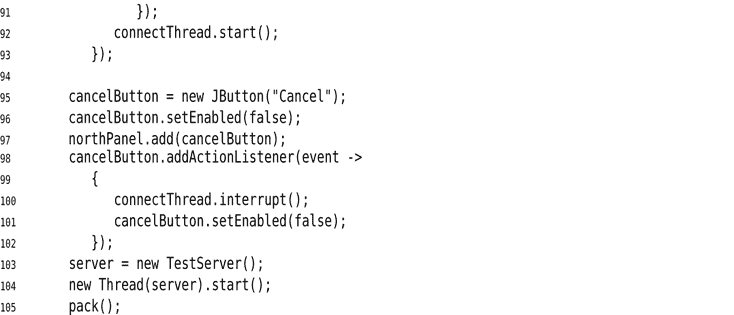 91 });
92 connectThread.start();
93 });
94
95 cancelButton = new JButton("Cancel");
96 cancelButton.setEnabled(false);
97 northPanel.add(cancelButton);
98 cancelButton.addActionListener(event ->
99 {
100 connectThread.interrupt();
101 cancelButton.setEnabled(false);
102 });
103 server = new TestServer();
104 new Thread(server).start();
105 pack();